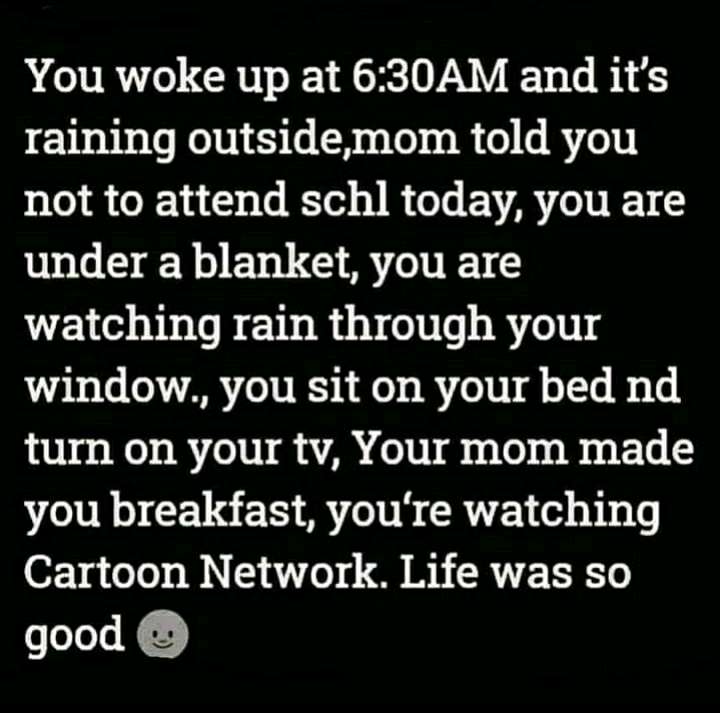 You woke up at 6:30AM and it's
raining outside,mom told you
not to attend schl today, you are
under a blanket, you are
watching rain through your
window., you sit on your bed nd
turn on your tv, Your mom made
you breakfast, you're watching
Cartoon Network. Life was so
good 🌝